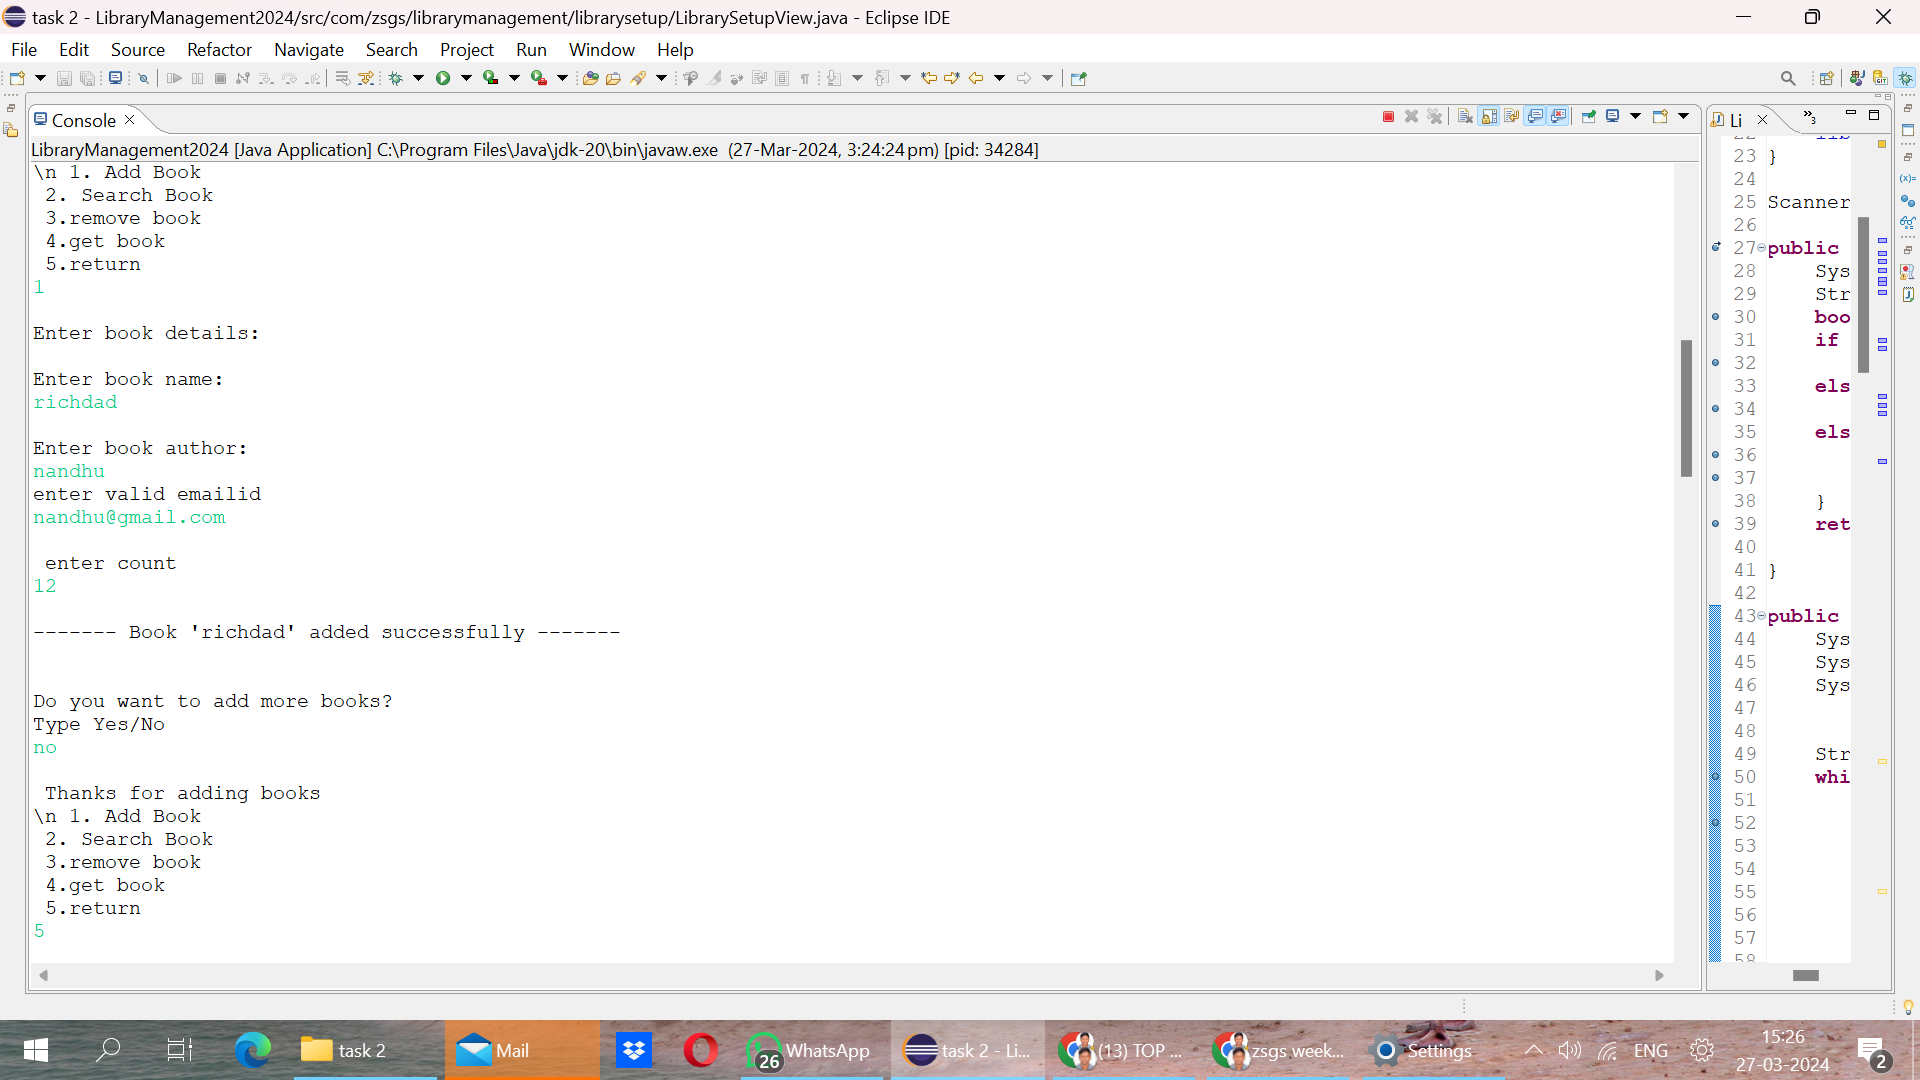 task 2 - LibraryManagement2024/src/com/zsgs/librarymanagement/librarysetup/LibrarySetupView.java - Eclipse IDE
File Edit Source Refactor Navigate Search Project Run Window Help
Console
LibraryManagement2024 [Java Application] C:\Program Files\Java\jdk-20\bin\javaw.exe (27-Mar-2024, 3:24:24 pm) [pid: 34284]
\n 1. Add Book
2. Search Book
3.remove book
4.get book
5.return
1
Enter book details:
Enter book name:
richdad
Enter book author:
nandhu
enter valid emailid
nandhu@gmail.com
enter count
12
------- Book 'richdad' added successfully -------
Do you want to add more books?
Type Yes/No
no
Thanks for adding books
\n 1. Add Book
2. Search Book
3.remove book
4.get book
5.return
5
Li
3
23 }
24
25 Scanner
26
27 public
28 Sys
29 Str
30 boo
31 if
32
33 els
34
35 els
36
37
38 }
39 ret
40
41 }
42
43 public
44 Sys
45 Sys
46 Sys
47
48
49 Str
50 whi
51
52
53
54
55
56
57
58
task 2
Mail
26
WhatsApp
task 2 - Li...
(13) TOP ...
zsgs week...
Settings
ENG
15:26
27-03-2024
2